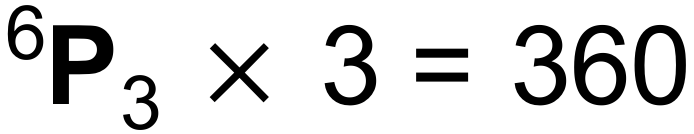 ⁶P₃ × 3 = 360